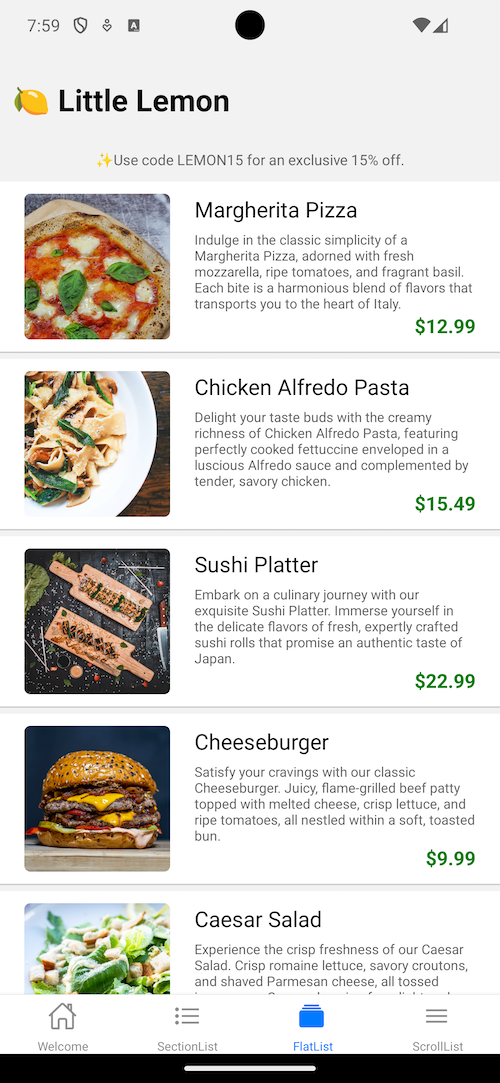 7:59
Little Lemon
✨Use code LEMON15 for an exclusive 15% off.
Margherita Pizza
Indulge in the classic simplicity of a
Margherita Pizza, adorned with fresh
mozzarella, ripe tomatoes, and fragrant basil.
Each bite is a harmonious blend of flavors that
transports you to the heart of Italy.
$12.99
Chicken Alfredo Pasta
Delight your taste buds with the creamy
richness of Chicken Alfredo Pasta, featuring
perfectly cooked fettuccine enveloped in a
luscious Alfredo sauce and complemented by
tender, savory chicken.
$15.49
Sushi Platter
Embark on a culinary journey with our
exquisite Sushi Platter. Immerse yourself in
the delicate flavors of fresh, expertly crafted
sushi rolls that promise an authentic taste of
Japan.
$22.99
Cheeseburger
Satisfy your cravings with our classic
Cheeseburger. Juicy, flame-grilled beef patty
topped with melted cheese, crisp lettuce, and
ripe tomatoes, all nestled within a soft, toasted
bun.
$9.99
Caesar Salad
Experience the crisp freshness of our Caesar
Salad. Crisp romaine lettuce, savory croutons,
and shaved Parmesan cheese, all tossed
Welcome
SectionList
FlatList
ScrollList